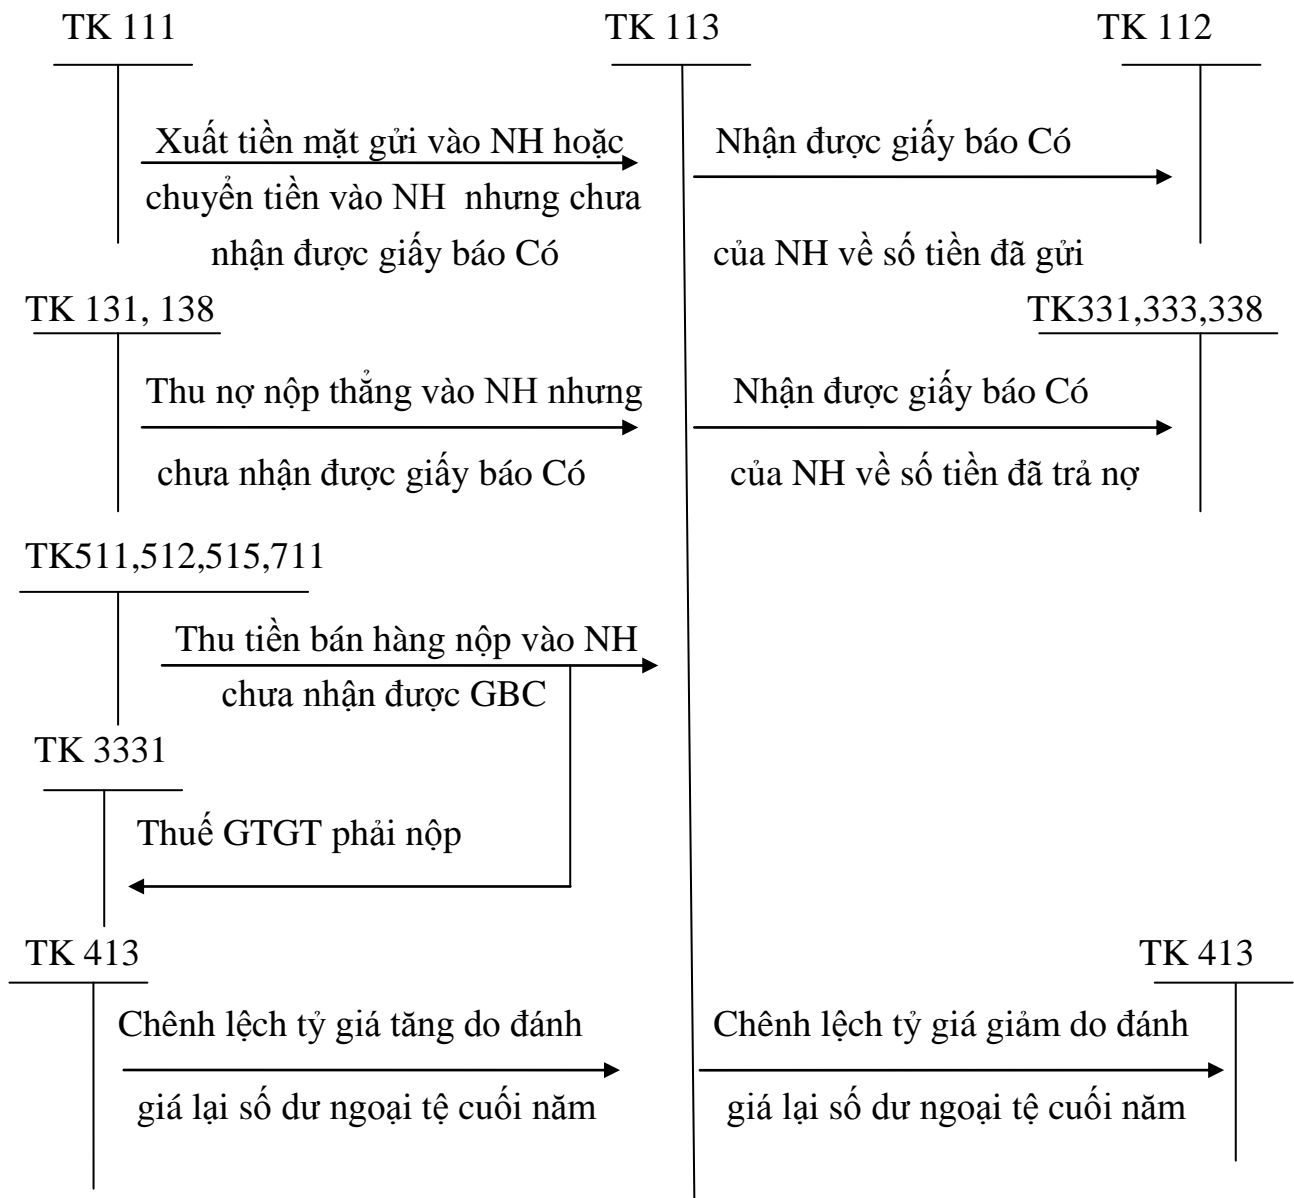 TK 111
TK 113
TK 112
Xuất tiền mặt gửi vào NH hoặc
chuyển tiền vào NH nhưng chưa
nhận được giấy báo Có
Nhận được giấy báo Có
của NH về số tiền đã gửi
TK 131, 138
TK331,333,338
Thu nợ nộp thẳng vào NH nhưng
chưa nhận được giấy báo Có
Nhận được giấy báo Có
của NH về số tiền đã trả nợ
TK511,512,515,711
Thu tiền bán hàng nộp vào NH
chưa nhận được GBC
TK 3331
Thuế GTGT phải nộp
TK 413
TK 413
Chênh lệch tỷ giá tăng do đánh
giá lại số dư ngoại tệ cuối năm
Chênh lệch tỷ giá giảm do đánh
giá lại số dư ngoại tệ cuối năm